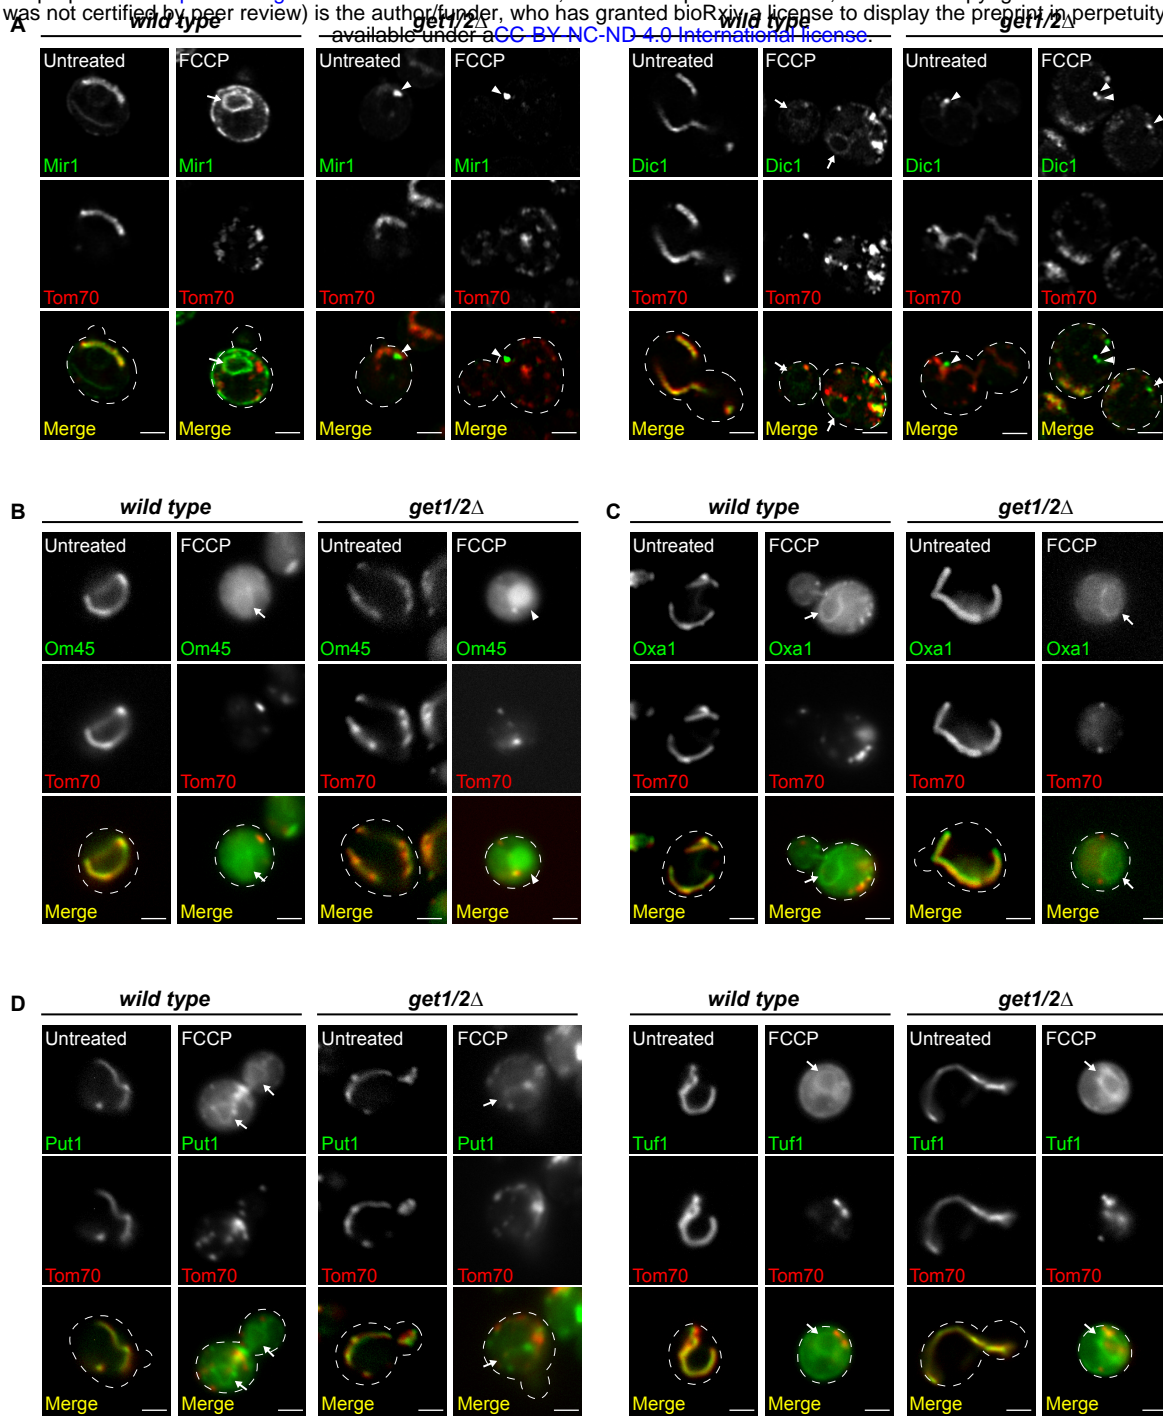 was not certified by peer review) is the author/funder, who has granted bioRxiv a license to display the preprint in perpetuity
available under aCC-BY-NC-ND 4.0 International license.
A
wild type get1/2Δ wild type get1/2Δ
Untreated FCCP Untreated FCCP Untreated FCCP Untreated FCCP
Mir1 Mir1 Mir1 Mir1 Dic1 Dic1 Dic1 Dic1
Tom70 Tom70 Tom70 Tom70 Tom70 Tom70 Tom70 Tom70
Merge Merge Merge Merge Merge Merge Merge Merge
B wild type get1/2Δ C wild type get1/2Δ
Untreated FCCP Untreated FCCP Untreated FCCP Untreated FCCP
Om45 Om45 Om45 Om45 Oxa1 Oxa1 Oxa1 Oxa1
Tom70 Tom70 Tom70 Tom70 Tom70 Tom70 Tom70 Tom70
Merge Merge Merge Merge Merge Merge Merge Merge
D wild type get1/2Δ wild type get1/2Δ
Untreated FCCP Untreated FCCP Untreated FCCP Untreated FCCP
Put1 Put1 Put1 Put1 Tuf1 Tuf1 Tuf1 Tuf1
Tom70 Tom70 Tom70 Tom70 Tom70 Tom70 Tom70 Tom70
Merge Merge Merge Merge Merge Merge Merge Merge